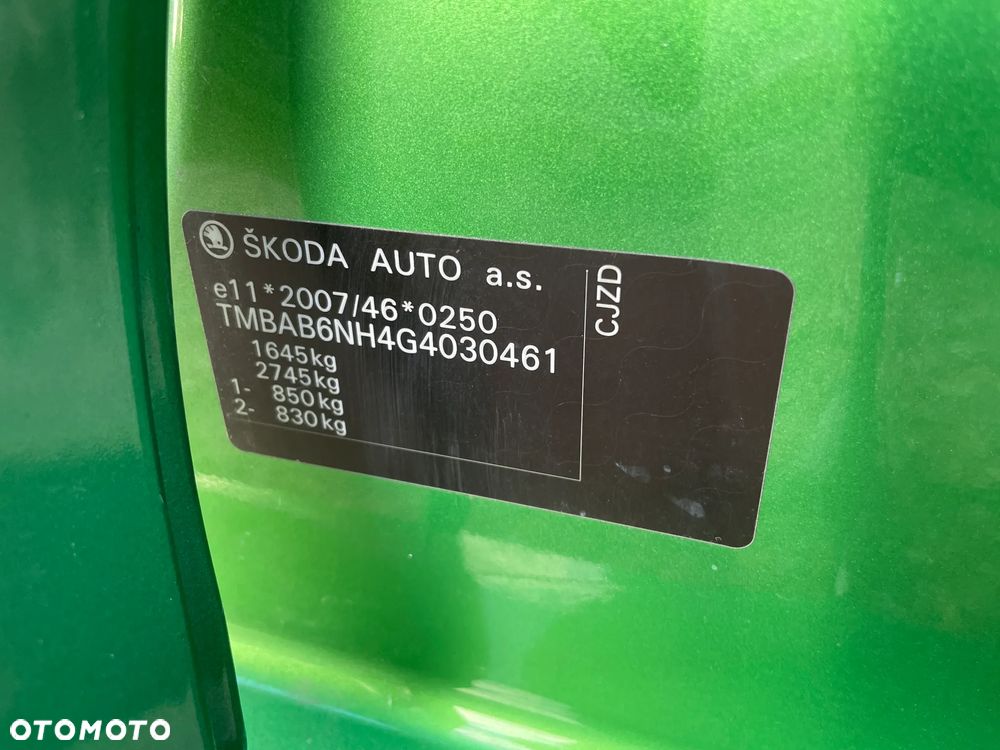 ŠKODA AUTO a.s.
e11*2007/46*0250
TMBAB6NH4G4030461
1645kg
2745kg
1- 850kg
2- 830kg
CJZD
OTOMOTO